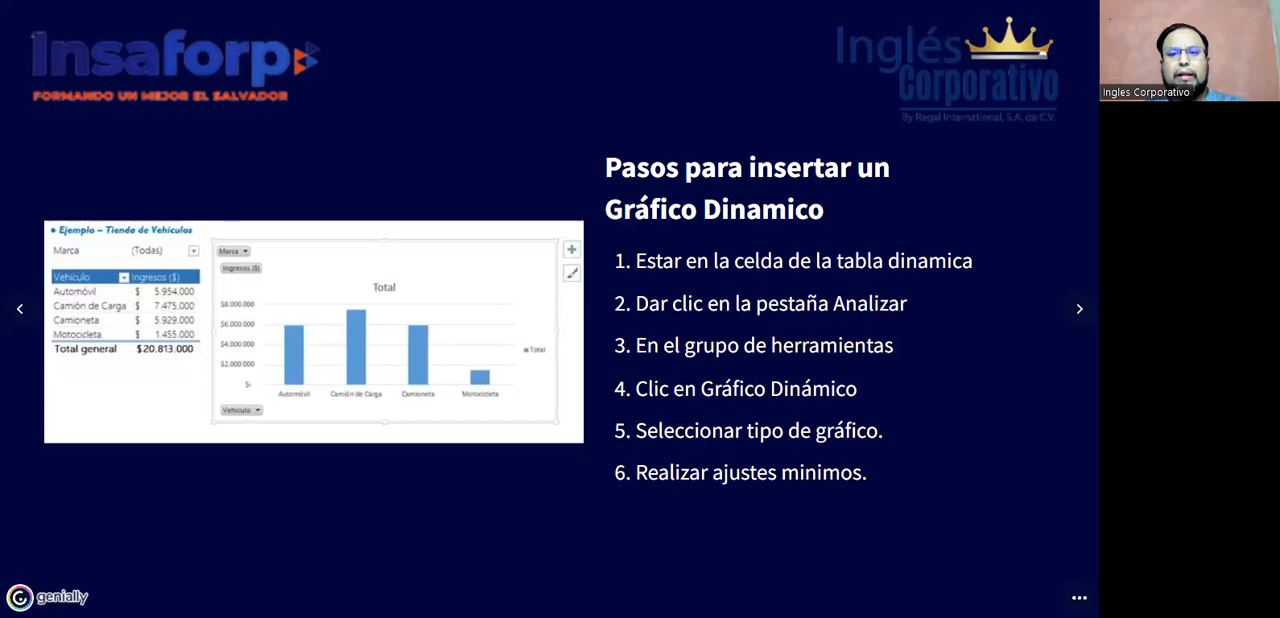 Insaforp
FORMANDO UN MEJOR EL SALVADOR
Inglés
Corporativo
By Regal International, S.A. de C.V.
Ingles Corporativo
Pasos para insertar un
Gráfico Dinamico
1. Estar en la celda de la tabla dinamica
2. Dar clic en la pestaña Analizar
3. En el grupo de herramientas
4. Clic en Gráfico Dinámico
5. Seleccionar tipo de gráfico.
6. Realizar ajustes minimos.
• Ejemplo – Tienda de Vehículos
Marca (Todas)
Vehículo Ingresos ($)
Automóvil $ 5.954.000
Camión de Carga $ 7.475.000
Camioneta $ 5.929.000
Motocicleta $ 1.455.000
Total general $20.813.000
Marca
Ingresos ($)
Total
$8.000.000
$6.000.000
$4.000.000
$2.000.000
$-
Automóvil Camión de Carga Camioneta Motocicleta
Total
Vehículo
genially